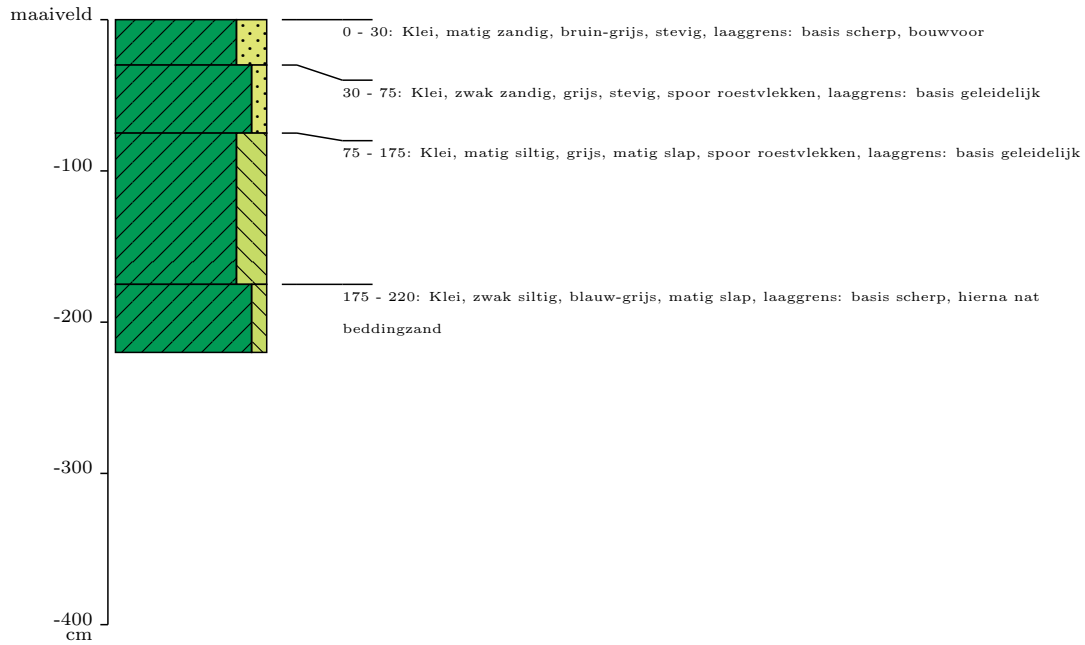 maaiveld
0 - 30: Klei, matig zandig, bruin-grijs, stevig, laaggrens: basis scherp, bouwvoor
30 - 75: Klei, zwak zandig, grijs, stevig, spoor roestvlekken, laaggrens: basis geleidelijk
75 - 175: Klei, matig siltig, grijs, matig slap, spoor roestvlekken, laaggrens: basis geleidelijk
-100
175 - 220: Klei, zwak siltig, blauw-grijs, matig slap, laaggrens: basis scherp, hierna nat
beddingzand
-200
-300
-400
cm